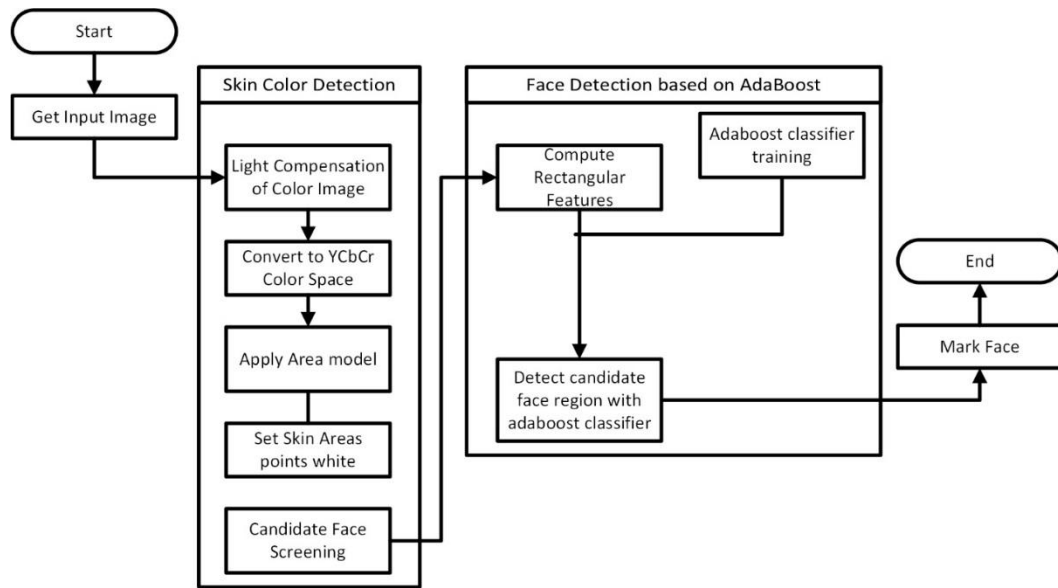 Start
Get Input Image
Skin Color Detection
Light Compensation
of Color Image
Convert to YCbCr
Color Space
Apply Area model
Set Skin Areas
points white
Candidate Face
Screening
Face Detection based on AdaBoost
Compute
Rectangular
Features
Adaboost classifier
training
Detect candidate
face region with
adaboost classifier
Mark Face
End